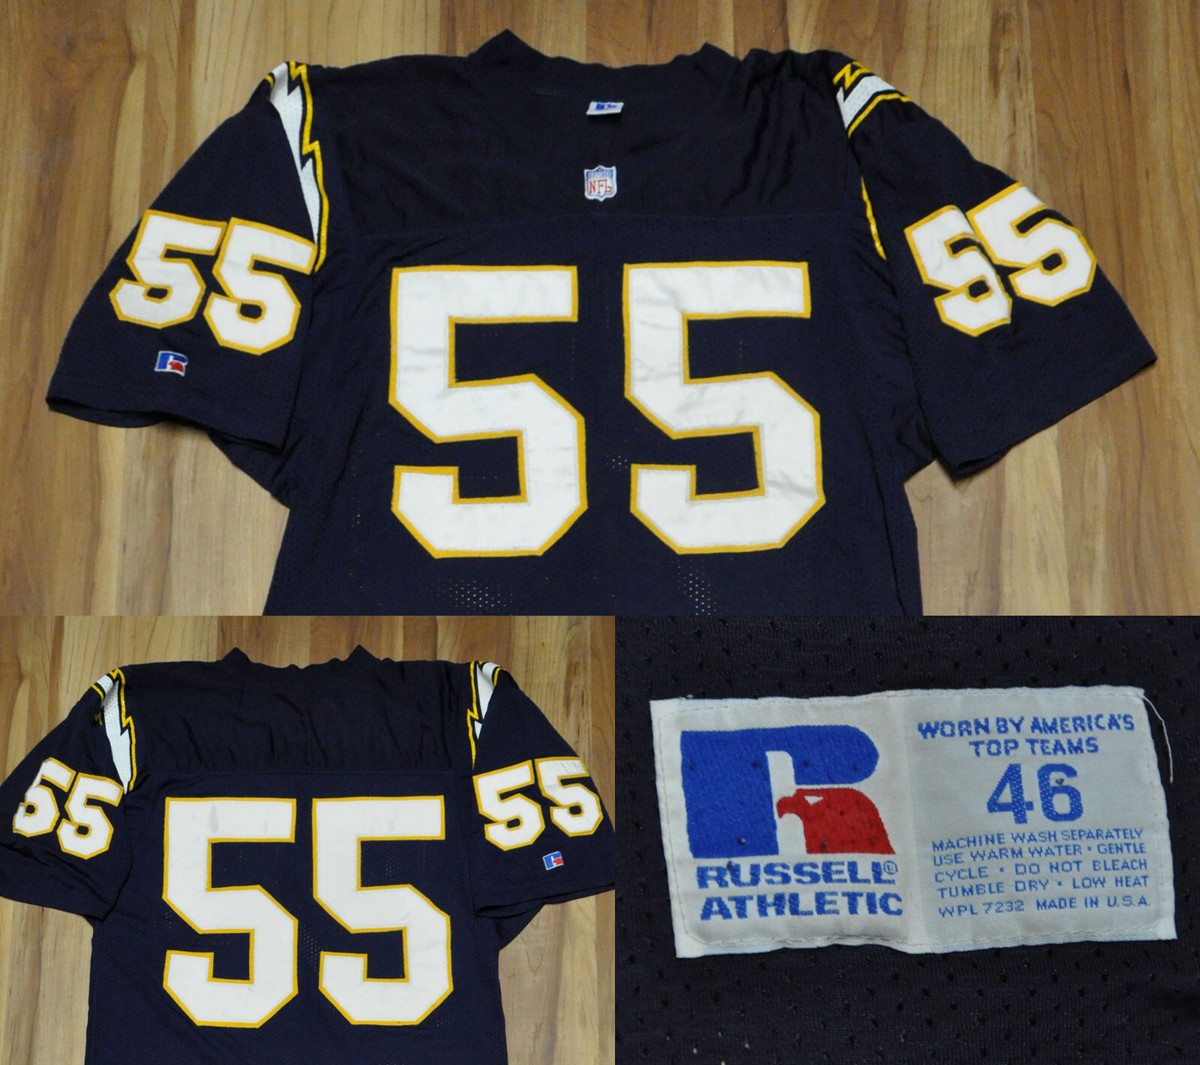 NFL
55 55
55
55 55
55
WORN BY AMERICA'S
TOP TEAMS
46
MACHINE WASH SEPARATELY
USE WARM WATER • GENTLE
CYCLE • DO NOT BLEACH
TUMBLE DRY • LOW HEAT
WPL 7232 MADE IN U.S.A.
R
RUSSELL®
ATHLETIC